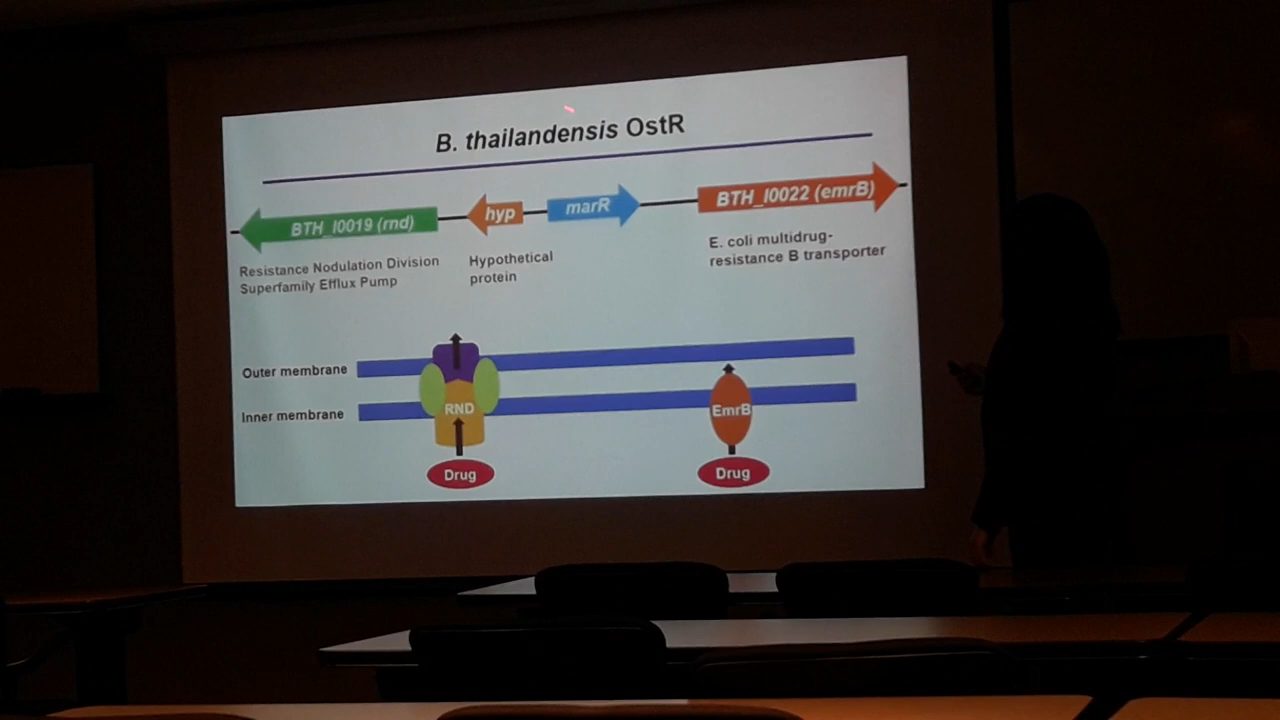 B. thailandensis OstR
BTH_I0019 (rnd)
hyp
marR
BTH_I0022 (emrB)
Resistance Nodulation Division
Superfamily Efflux Pump
Hypothetical
protein
E. coli multidrug-
resistance B transporter
Outer membrane
Inner membrane
RND
EmrB
Drug
Drug